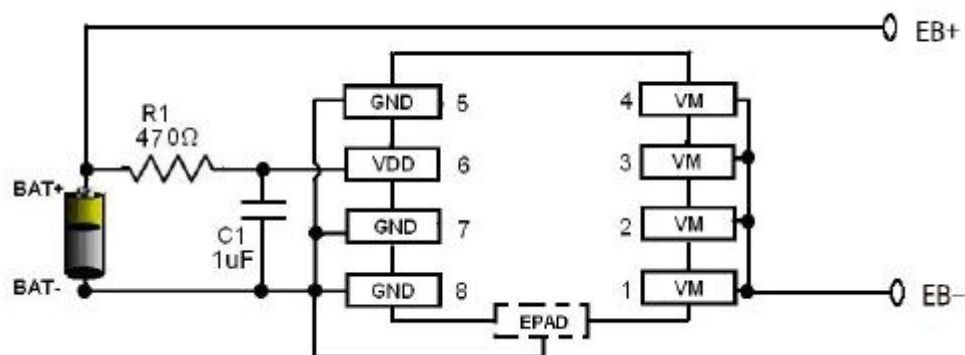 EB+
R1
470Ω
GND 5
4 VM
BAT+
VDD 6
3 VM
C1
1uF
GND 7
2 VM
BAT-
GND 8
1 VM
EB−
EPAD